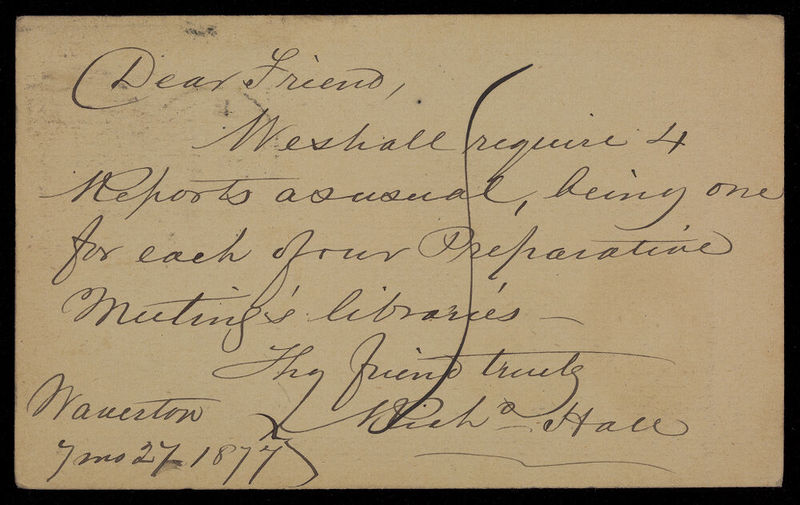 Dear Friend,
We shall require 4
Reports as usual, being one
for each of our Preparative
Meeting's libraries —
Thy friend truly
Richd Hall
Waverton
7 mo 27 1877